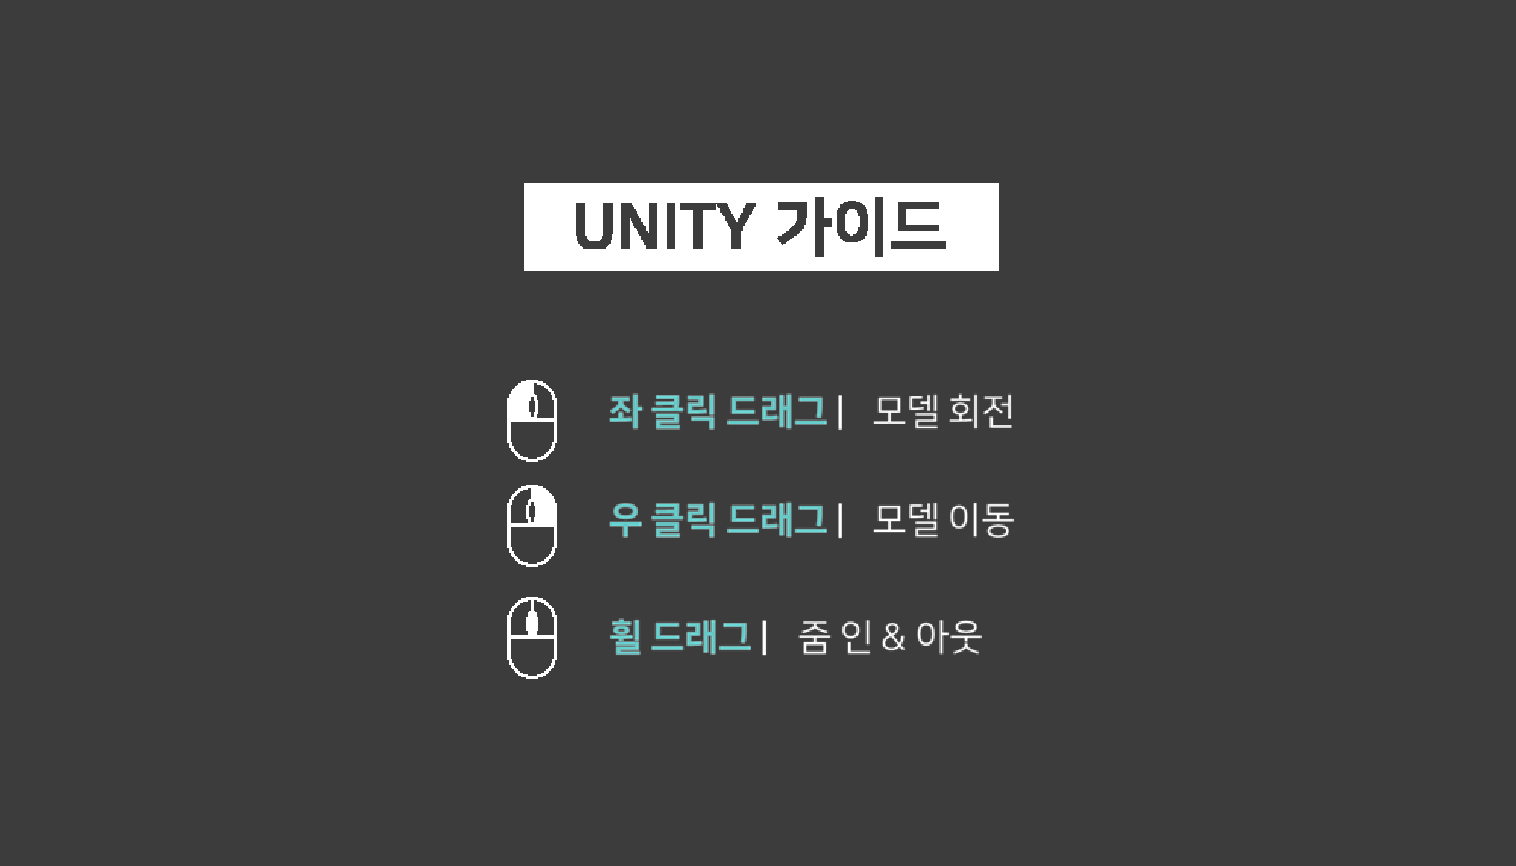 UNITY 가이드
좌 클릭 드래그 | 모델 회전
우 클릭 드래그 | 모델 이동
휠 드래그 | 줌 인 & 아웃